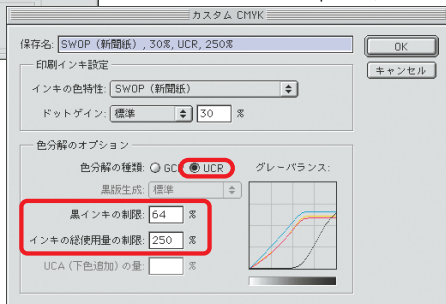 カスタム CMYK
保存名: SWOP（新聞紙）, 30%, UCR, 250%
OK
キャンセル
印刷インキ設定
インキの色特性: SWOP（新聞紙）
ドットゲイン: 標準 30 %
色分解のオプション
色分解の種類: GC UCR
グレーバランス:
黒版生成: 標準
黒インキの制限: 64 %
インキの総使用量の制限: 250 %
UCA（下色追加）の量: %